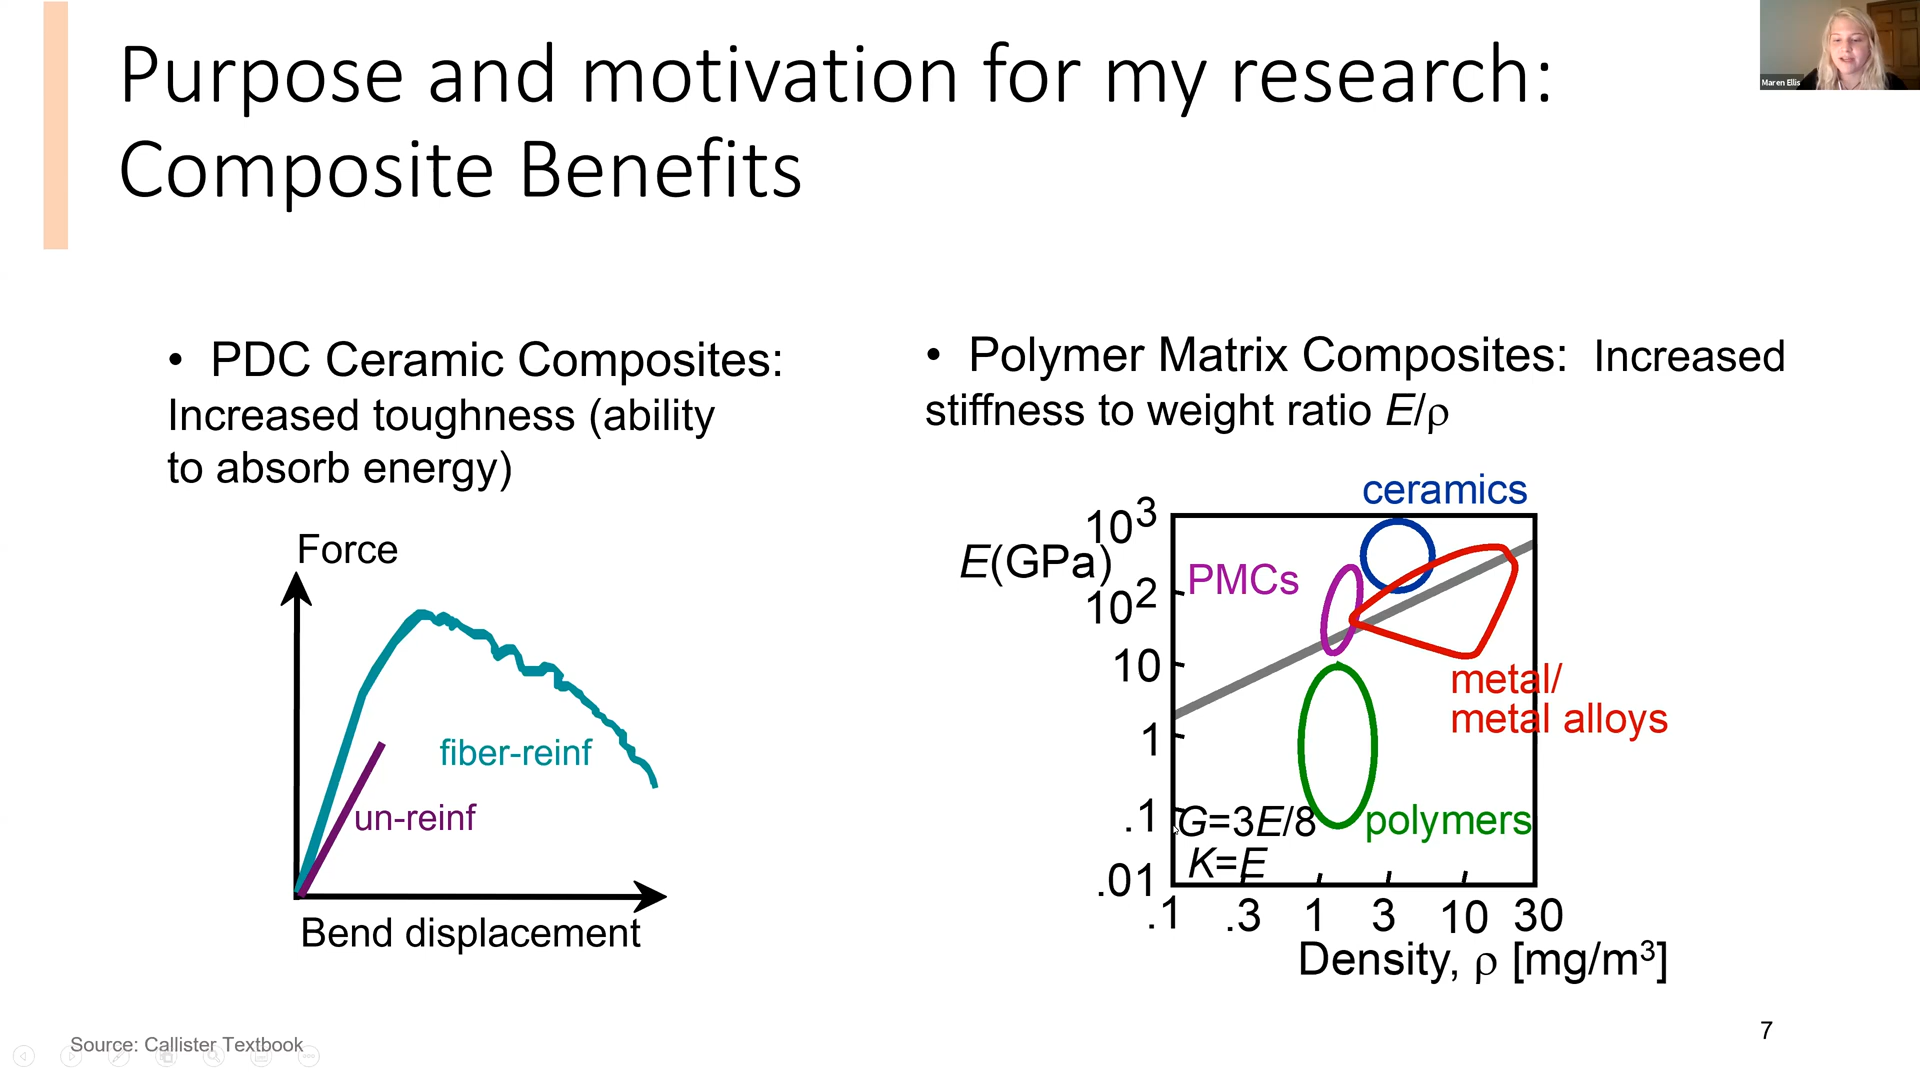 Purpose and motivation for my research:
Composite Benefits
Maren Ellis
• PDC Ceramic Composites:
Increased toughness (ability
to absorb energy)
Force
fiber-reinf
un-reinf
Bend displacement
• Polymer Matrix Composites: Increased
stiffness to weight ratio E/ρ
ceramics
10³
E(GPa)
PMCs
10²
10
metal/
metal alloys
1
.1
G=3E/8
polymers
K=E
.01
.1 .3 1 3 10 30
Density, ρ [mg/m³]
Source: Callister Textbook
7